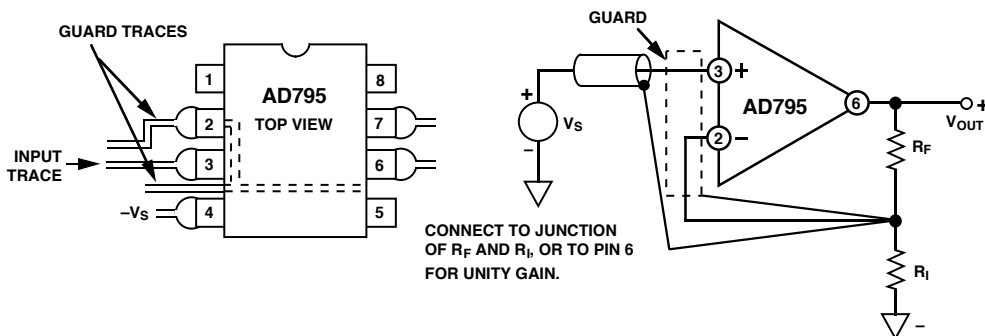 GUARD TRACES
1
8
AD795
TOP VIEW
2
7
INPUT
TRACE
3
6
–VS
4
5
GUARD
3
+
+
VS
–
AD795
2
–
6
+
VOUT
RF
CONNECT TO JUNCTION
OF RF AND RI, OR TO PIN 6
FOR UNITY GAIN.
RI
–